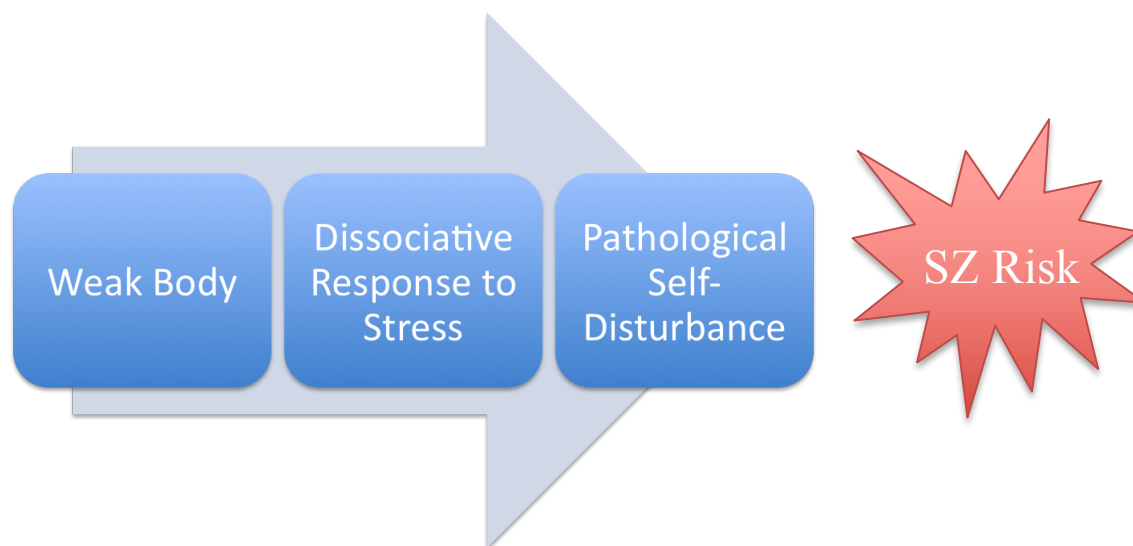 Weak Body
Dissociative
Response to
Stress
Pathological
Self-
Disturbance
SZ Risk